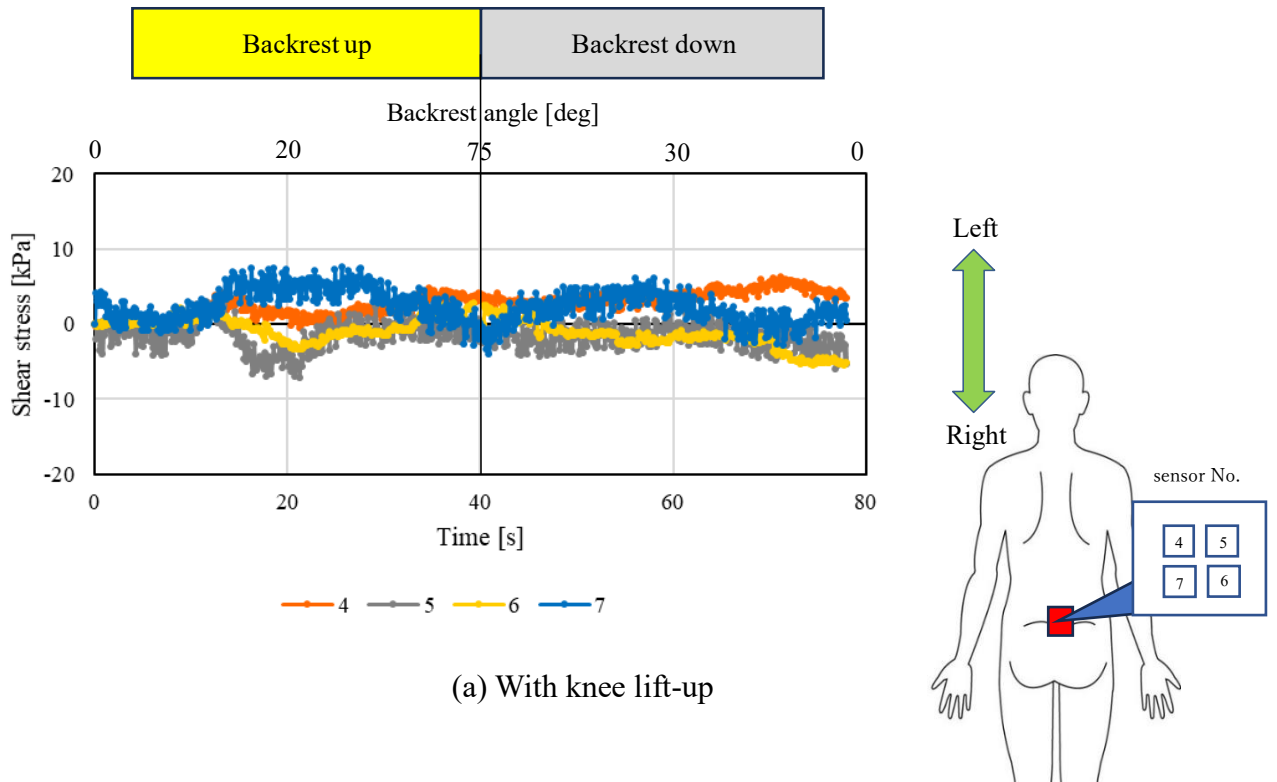 Backrest up Backrest down
Backrest angle [deg]
0 20 75 30 0
20
10
0
-10
-20
Shear stress [kPa]
0 20 40 60 80
Time [s]
4 5 6 7
(a) With knee lift-up
Left
Right
sensor No.
4 5
7 6